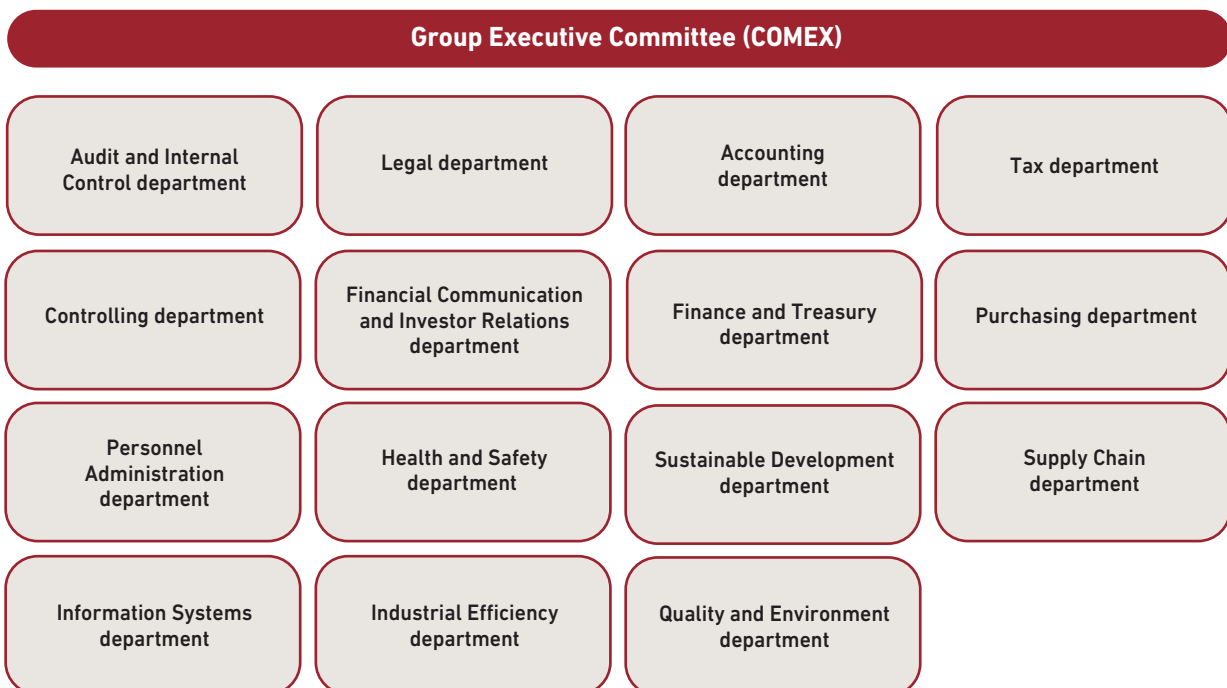 Group Executive Committee (COMEX)
Audit and Internal
Control department
Legal department
Accounting
department
Tax department
Controlling department
Financial Communication
and Investor Relations
department
Finance and Treasury
department
Purchasing department
Personnel
Administration
department
Health and Safety
department
Sustainable Development
department
Supply Chain
department
Information Systems
department
Industrial Efficiency
department
Quality and Environment
department